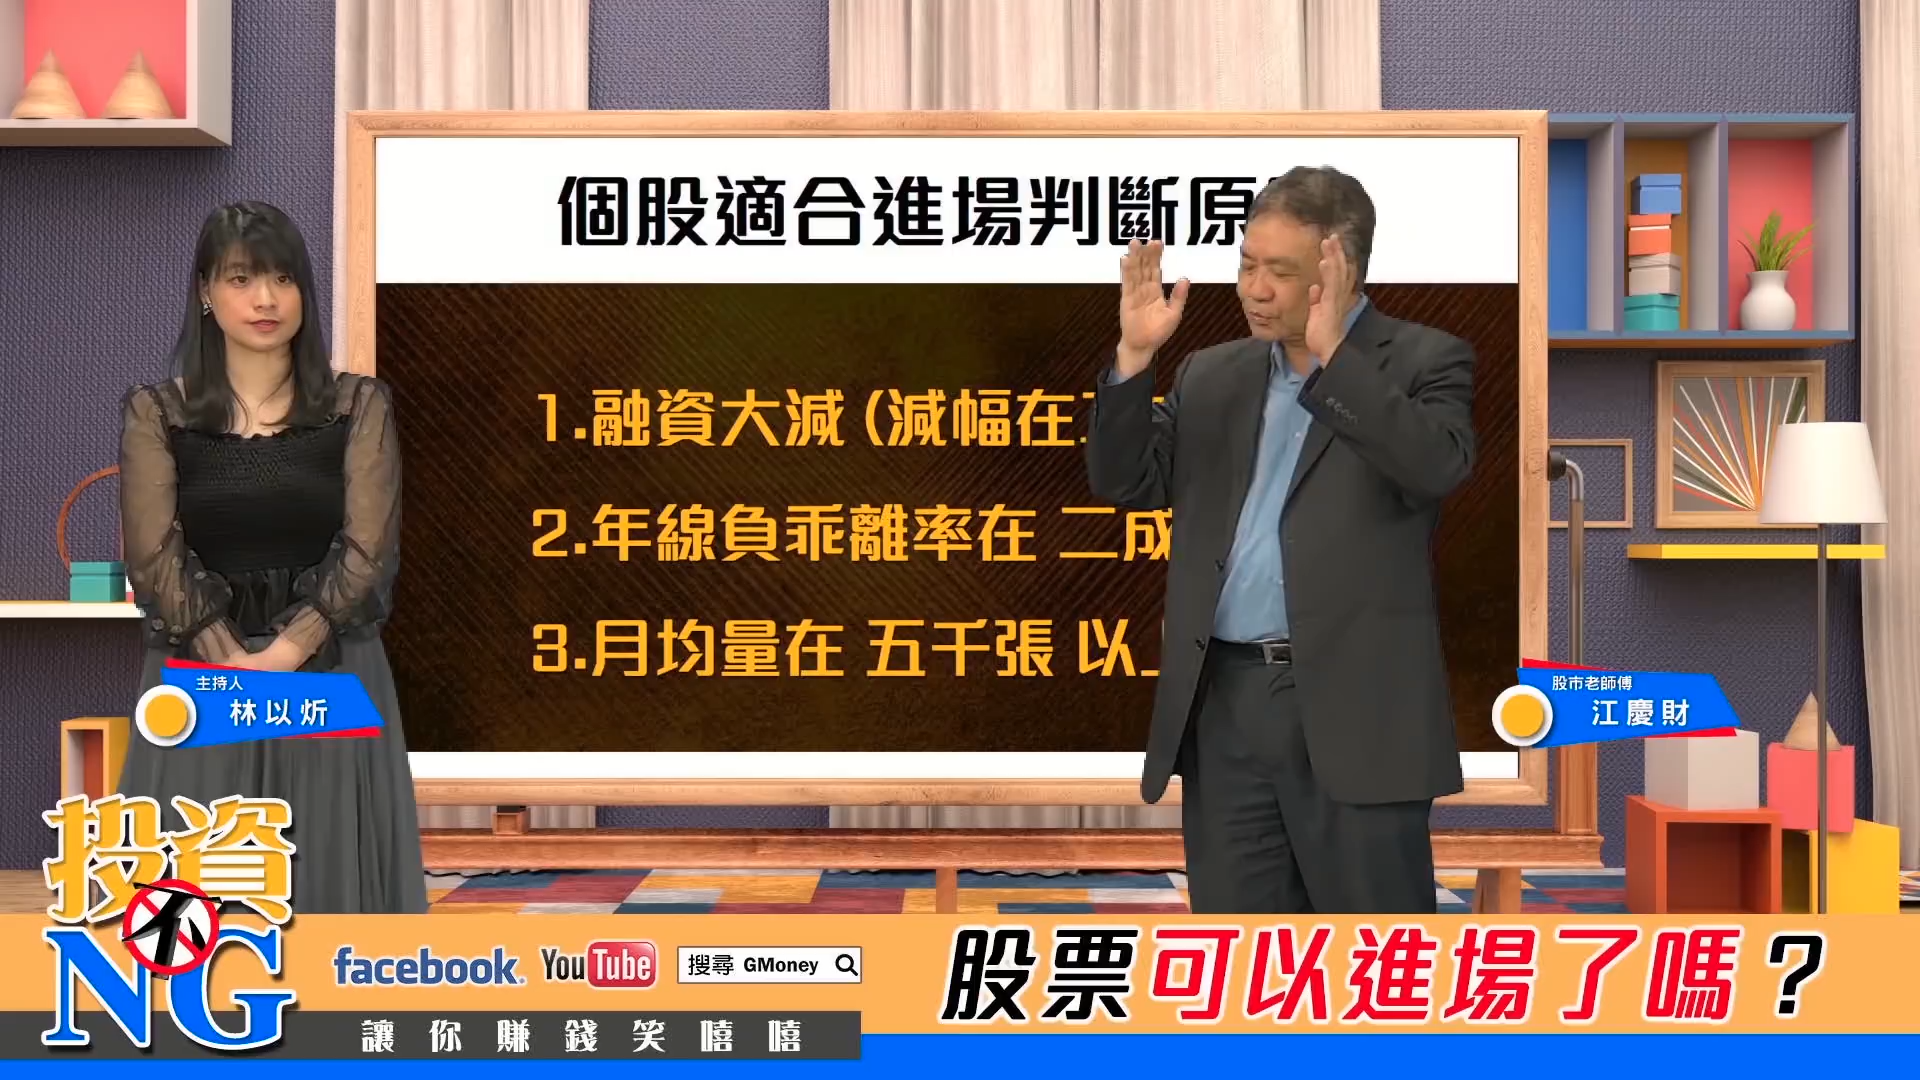 個股適合進場判斷原
1.融資大減(減幅在
2.年線負乖離率在 二成
3.月均量在 五千張 以上
主持人
林以炘
股市老師傅
江慶財
投資不NG
facebook. YouTube 搜尋 GMoney
股票可以進場了嗎?
讓你賺錢笑嘻嘻